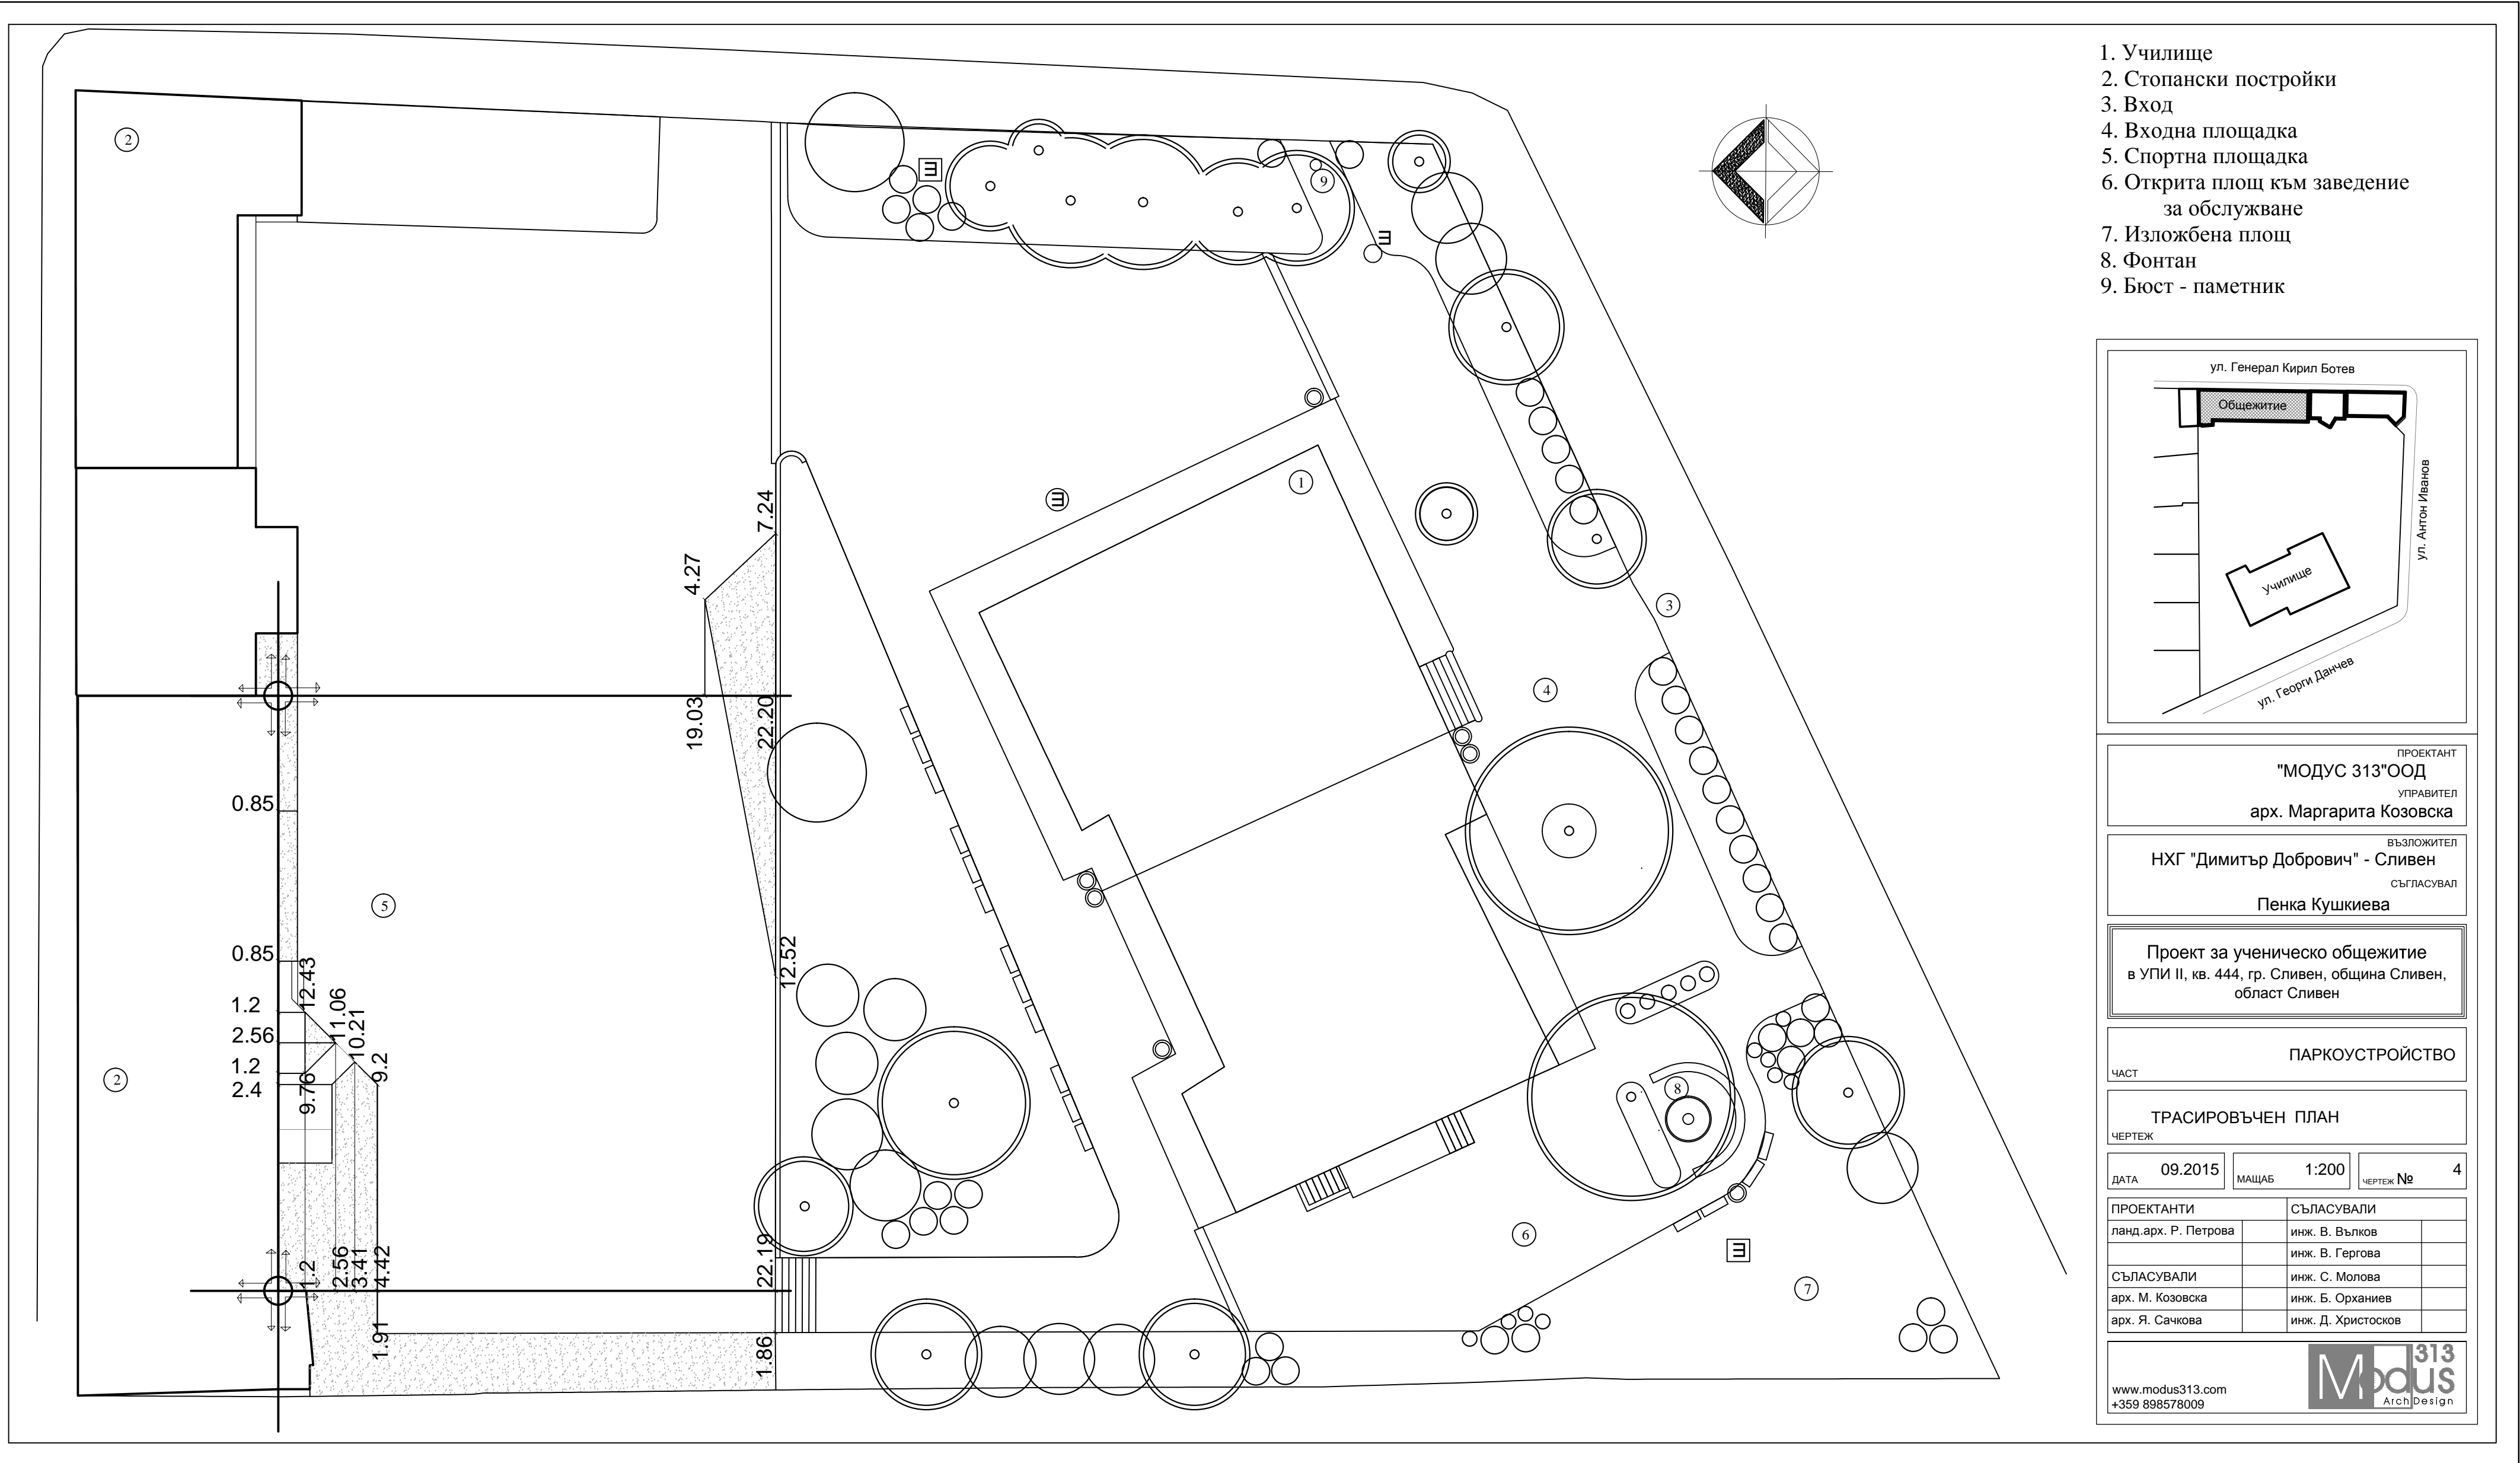 1. Училище
2. Стопански постройки
3. Вход
4. Входна площадка
5. Спортна площадка
6. Открита площ към заведение
за обслужване
7. Изложбена площ
8. Фонтан
9. Бюст - паметник
2
9
1
3
4
5
2
8
6
7
7.24
4.27
19.03
22.20
0.85
0.85
12.43
12.52
1.2
11.06
10.21
2.56
1.2
9.2
2.4
9.76
1.2
2.56
3.41
4.42
22.19
1.91
1.86
ул. Генерал Кирил Ботев
Общежитие
ул. Антон Иванов
Училище
ул. Георги Данчев
ПРОЕКТАНТ
"МОДУС 313"ООД
УПРАВИТЕЛ
арх. Маргарита Козовска
ВЪЗЛОЖИТЕЛ
НХГ "Димитър Добрович" - Сливен
СЪГЛАСУВАЛ
Пенка Кушкиева
Проект за ученическо общежитие
в УПИ II, кв. 444, гр. Сливен, община Сливен,
област Сливен
ПАРКОУСТРОЙСТВО
ЧАСТ
ТРАСИРОВЪЧЕН ПЛАН
ЧЕРТЕЖ
ДАТА 09.2015 МАЩАБ 1:200 ЧЕРТЕЖ № 4
ПРОЕКТАНТИ СЪЛАСУВАЛИ
ланд.арх. Р. Петрова инж. В. Вълков
инж. В. Гергова
СЪЛАСУВАЛИ инж. С. Молова
арх. М. Козовска инж. Б. Орханиев
арх. Я. Сачкова инж. Д. Христосков
www.modus313.com
+359 898578009
Modus 313
Arch Design